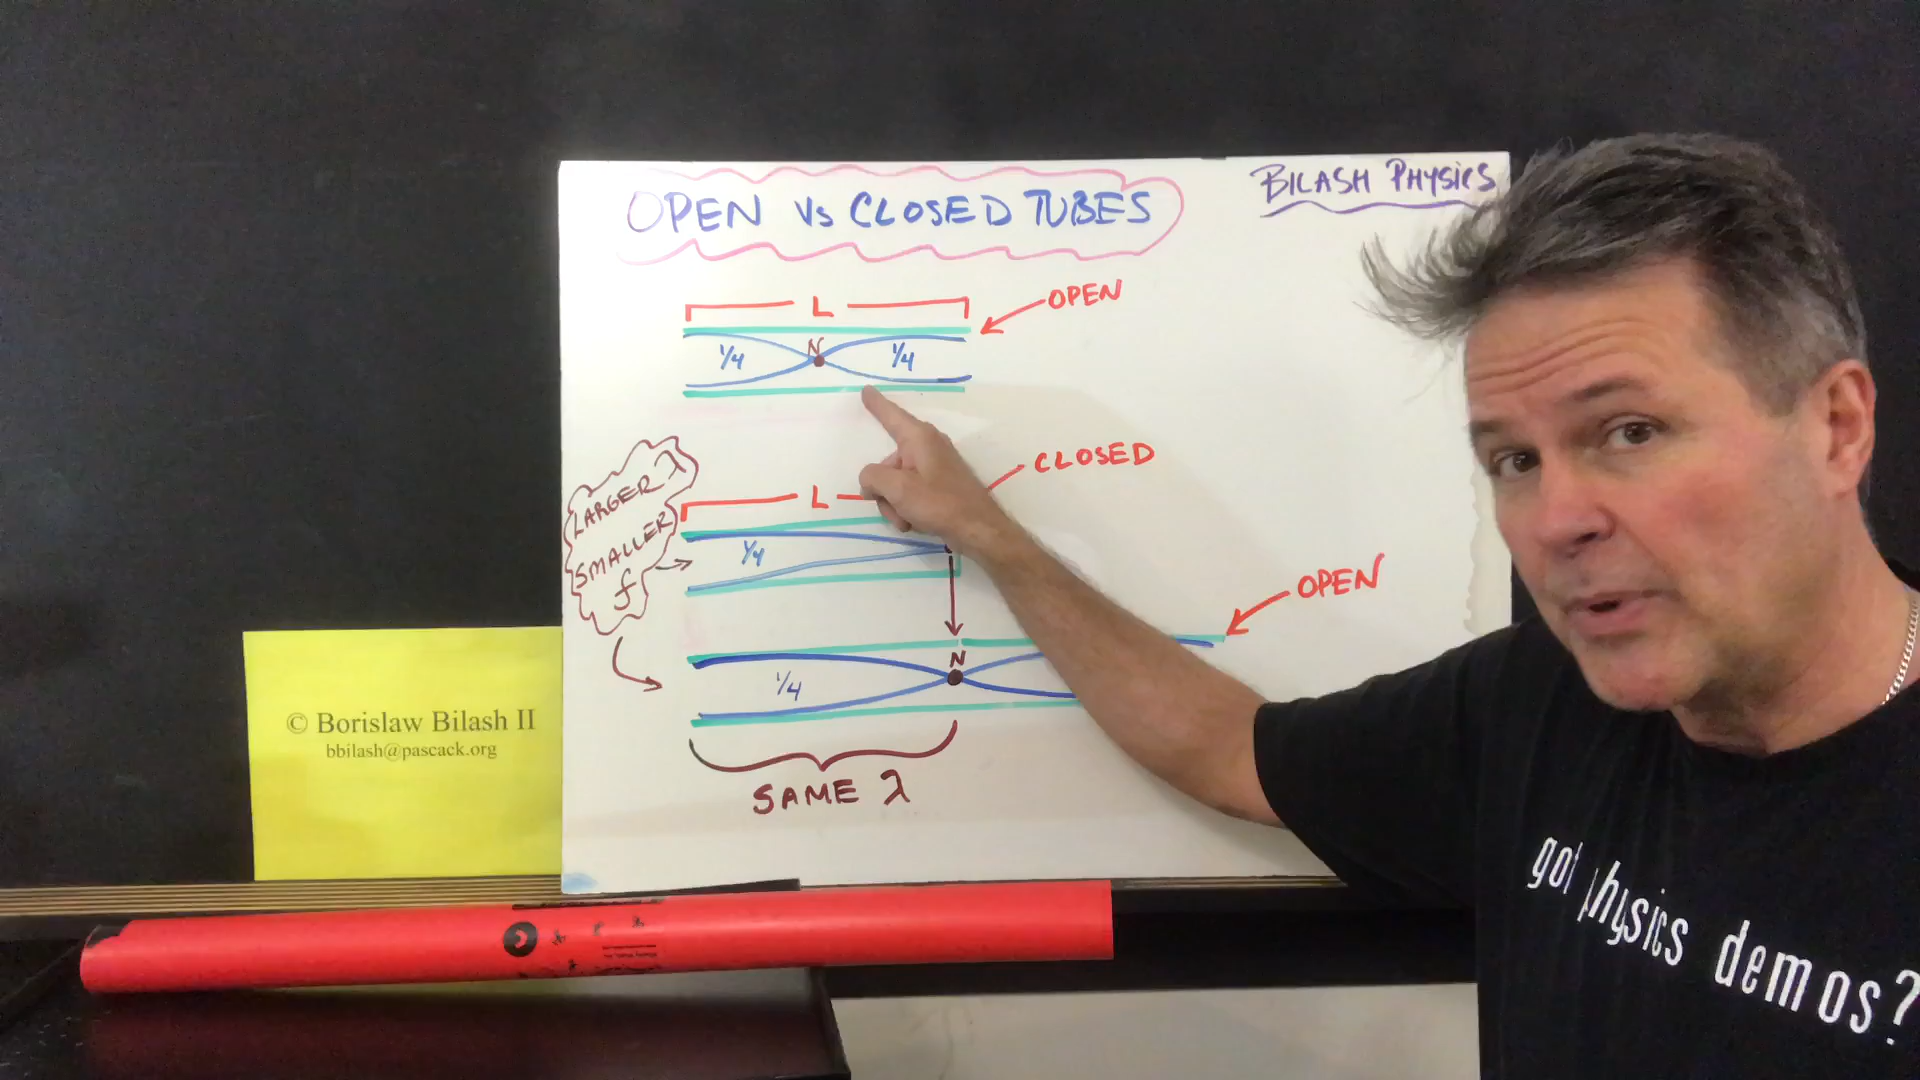 BILASH PHYSICS
OPEN VS CLOSED TUBES
L
OPEN
1/4
N
1/4
CLOSED
L
LARGER λ
SMALLER
f
1/4
OPEN
N
1/4
SAME λ
© Borislaw Bilash II
bbilash@pascack.org
C
got physics demos?